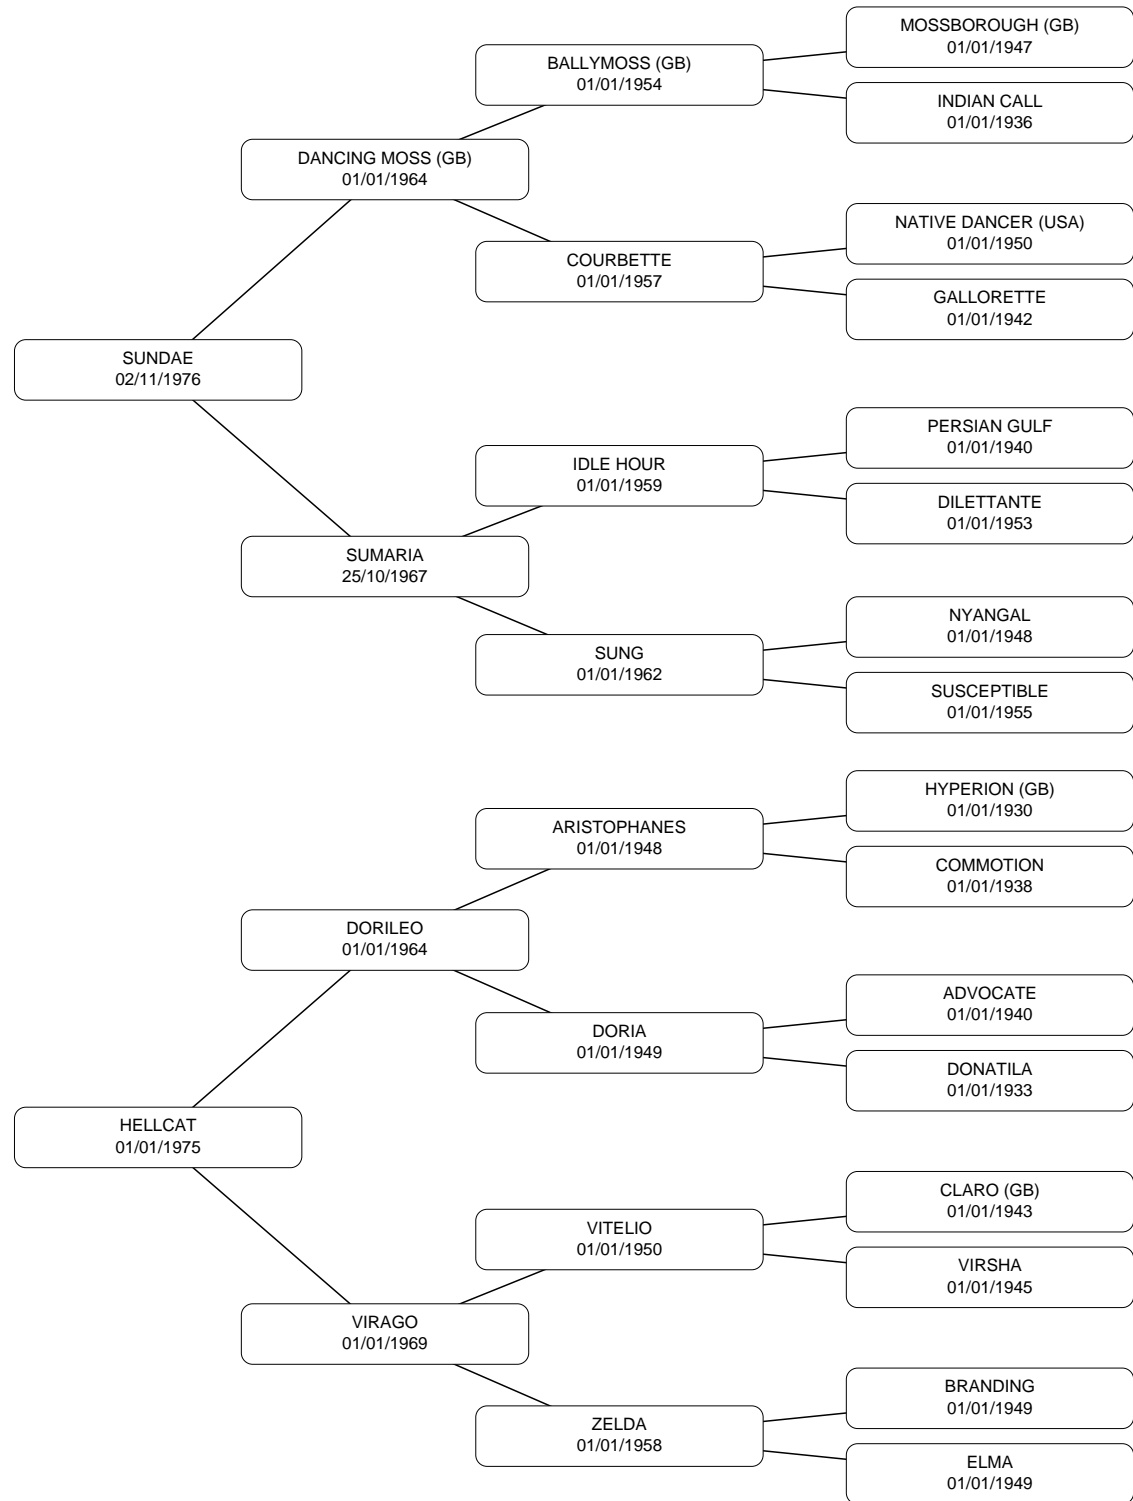 MOSSBOROUGH (GB)
01/01/1947
BALLYMOSS (GB)
01/01/1954
INDIAN CALL
01/01/1936
DANCING MOSS (GB)
01/01/1964
NATIVE DANCER (USA)
01/01/1950
COURBETTE
01/01/1957
GALLORETTE
01/01/1942
SUNDAE
02/11/1976
PERSIAN GULF
01/01/1940
IDLE HOUR
01/01/1959
DILETTANTE
01/01/1953
SUMARIA
25/10/1967
NYANGAL
01/01/1948
SUNG
01/01/1962
SUSCEPTIBLE
01/01/1955
HYPERION (GB)
01/01/1930
ARISTOPHANES
01/01/1948
COMMOTION
01/01/1938
DORILEO
01/01/1964
ADVOCATE
01/01/1940
DORIA
01/01/1949
DONATILA
01/01/1933
HELLCAT
01/01/1975
CLARO (GB)
01/01/1943
VITELIO
01/01/1950
VIRSHA
01/01/1945
VIRAGO
01/01/1969
BRANDING
01/01/1949
ZELDA
01/01/1958
ELMA
01/01/1949